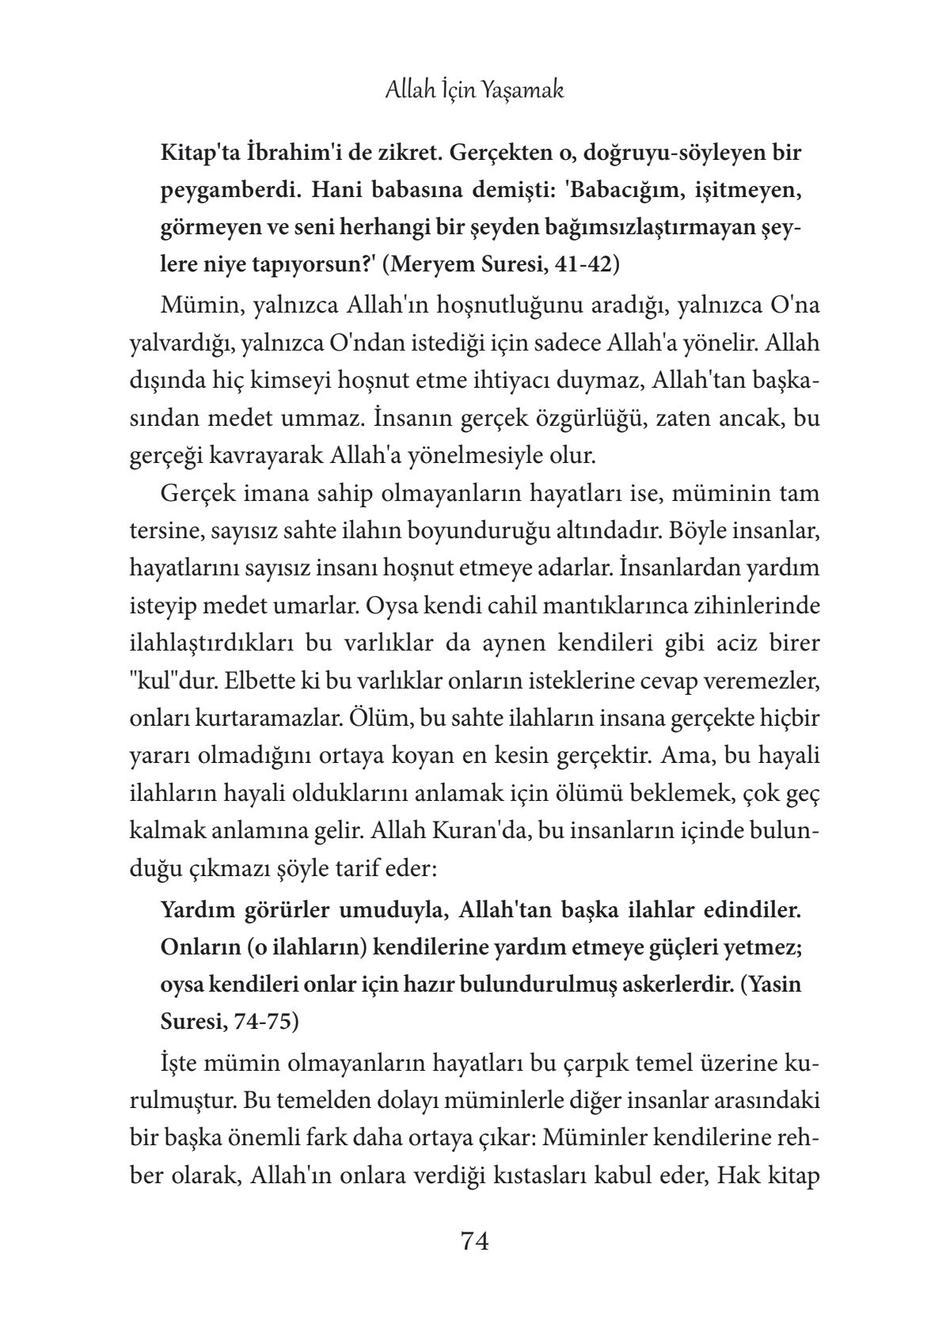 Allah İçin Yaşamak
Kitap'ta İbrahim'i de zikret. Gerçekten o, doğruyu-söyleyen bir
peygamberdi. Hani babasına demişti: 'Babacığım, işitmeyen,
görmeyen ve seni herhangi bir şeyden bağımsızlaştırmayan şey-
lere niye tapıyorsun?' (Meryem Suresi, 41-42)
Mümin, yalnızca Allah'ın hoşnutluğunu aradığı, yalnızca O'na
yalvardığı, yalnızca O'ndan istediği için sadece Allah'a yönelir. Allah
dışında hiç kimseyi hoşnut etme ihtiyacı duymaz, Allah'tan başka-
sından medet ummaz. İnsanın gerçek özgürlüğü, zaten ancak, bu
gerçeği kavrayarak Allah'a yönelmesiyle olur.
Gerçek imana sahip olmayanların hayatları ise, müminin tam
tersine, sayısız sahte ilahın boyunduruğu altındadır. Böyle insanlar,
hayatlarını sayısız insanı hoşnut etmeye adarlar. İnsanlardan yardım
isteyip medet umarlar. Oysa kendi cahil mantıklarınca zihinlerinde
ilahlaştırdıkları bu varlıklar da aynen kendileri gibi aciz birer
"kul"dur. Elbette ki bu varlıklar onların isteklerine cevap veremezler,
onları kurtaramazlar. Ölüm, bu sahte ilahların insana gerçekte hiçbir
yararı olmadığını ortaya koyan en kesin gerçektir. Ama, bu hayali
ilahların hayali olduklarını anlamak için ölümü beklemek, çok geç
kalmak anlamına gelir. Allah Kuran'da, bu insanların içinde bulun-
duğu çıkmazı şöyle tarif eder:
Yardım görürler umuduyla, Allah'tan başka ilahlar edindiler.
Onların (o ilahların) kendilerine yardım etmeye güçleri yetmez;
oysa kendileri onlar için hazır bulundurulmuş askerlerdir. (Yasin
Suresi, 74-75)
İşte mümin olmayanların hayatları bu çarpık temel üzerine ku-
rulmuştur. Bu temelden dolayı müminlerle diğer insanlar arasındaki
bir başka önemli fark daha ortaya çıkar: Müminler kendilerine reh-
ber olarak, Allah'ın onlara verdiği kıstasları kabul eder, Hak kitap
74